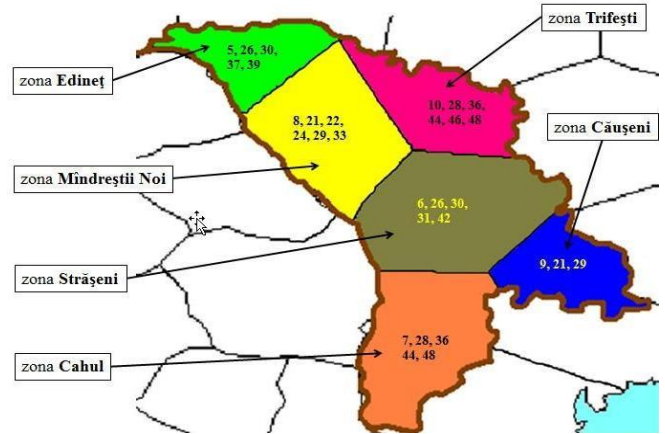 zona Trifeşti
5, 26, 30,
37, 39
zona Edineţ
10, 28, 36,
44, 46, 48
8, 21, 22,
24, 29, 33
zona Căuşeni
zona Mîndreştii Noi
6, 26, 30,
31, 42
9, 21, 29
zona Străşeni
7, 28, 36
44, 48
zona Cahul